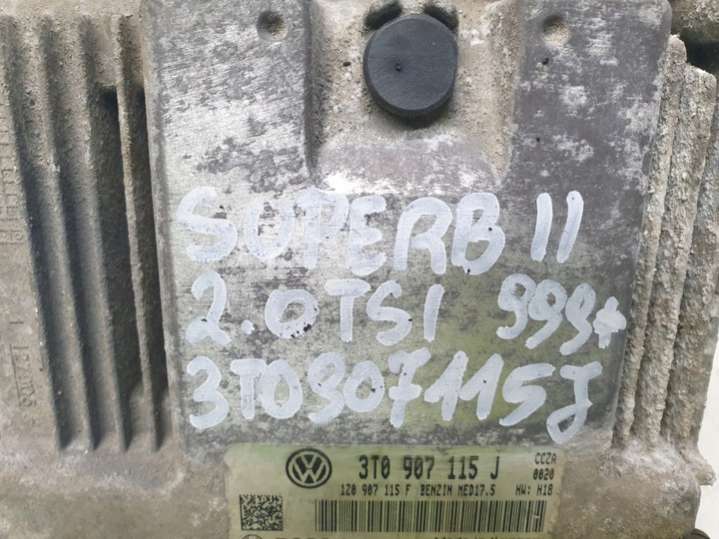 SUPERB II
2.0TSI 999+
3T0907115J
3T0 907 115 J CCZA
0020
1Z0 907 115 F BENZIN MED17.5 HW: H18